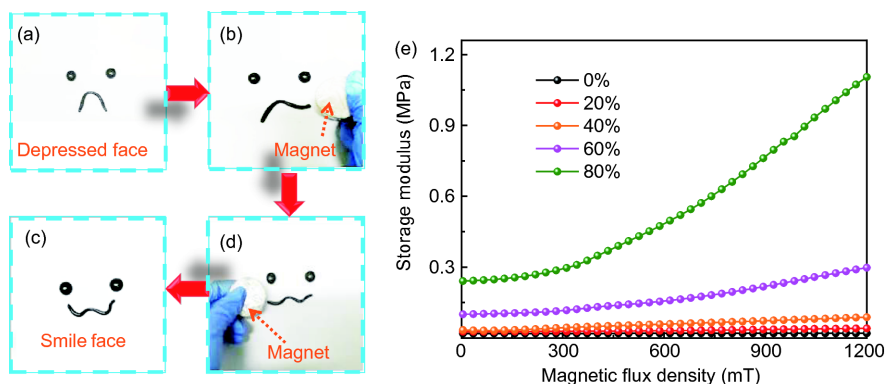 (a)
Depressed face
(b)
Magnet
(c)
Smile face
(d)
Magnet
(e)
Storage modulus (MPa)
1.2
0.9
0.6
0.3
0%
20%
40%
60%
80%
0 300 600 900 1200
Magnetic flux density (mT)